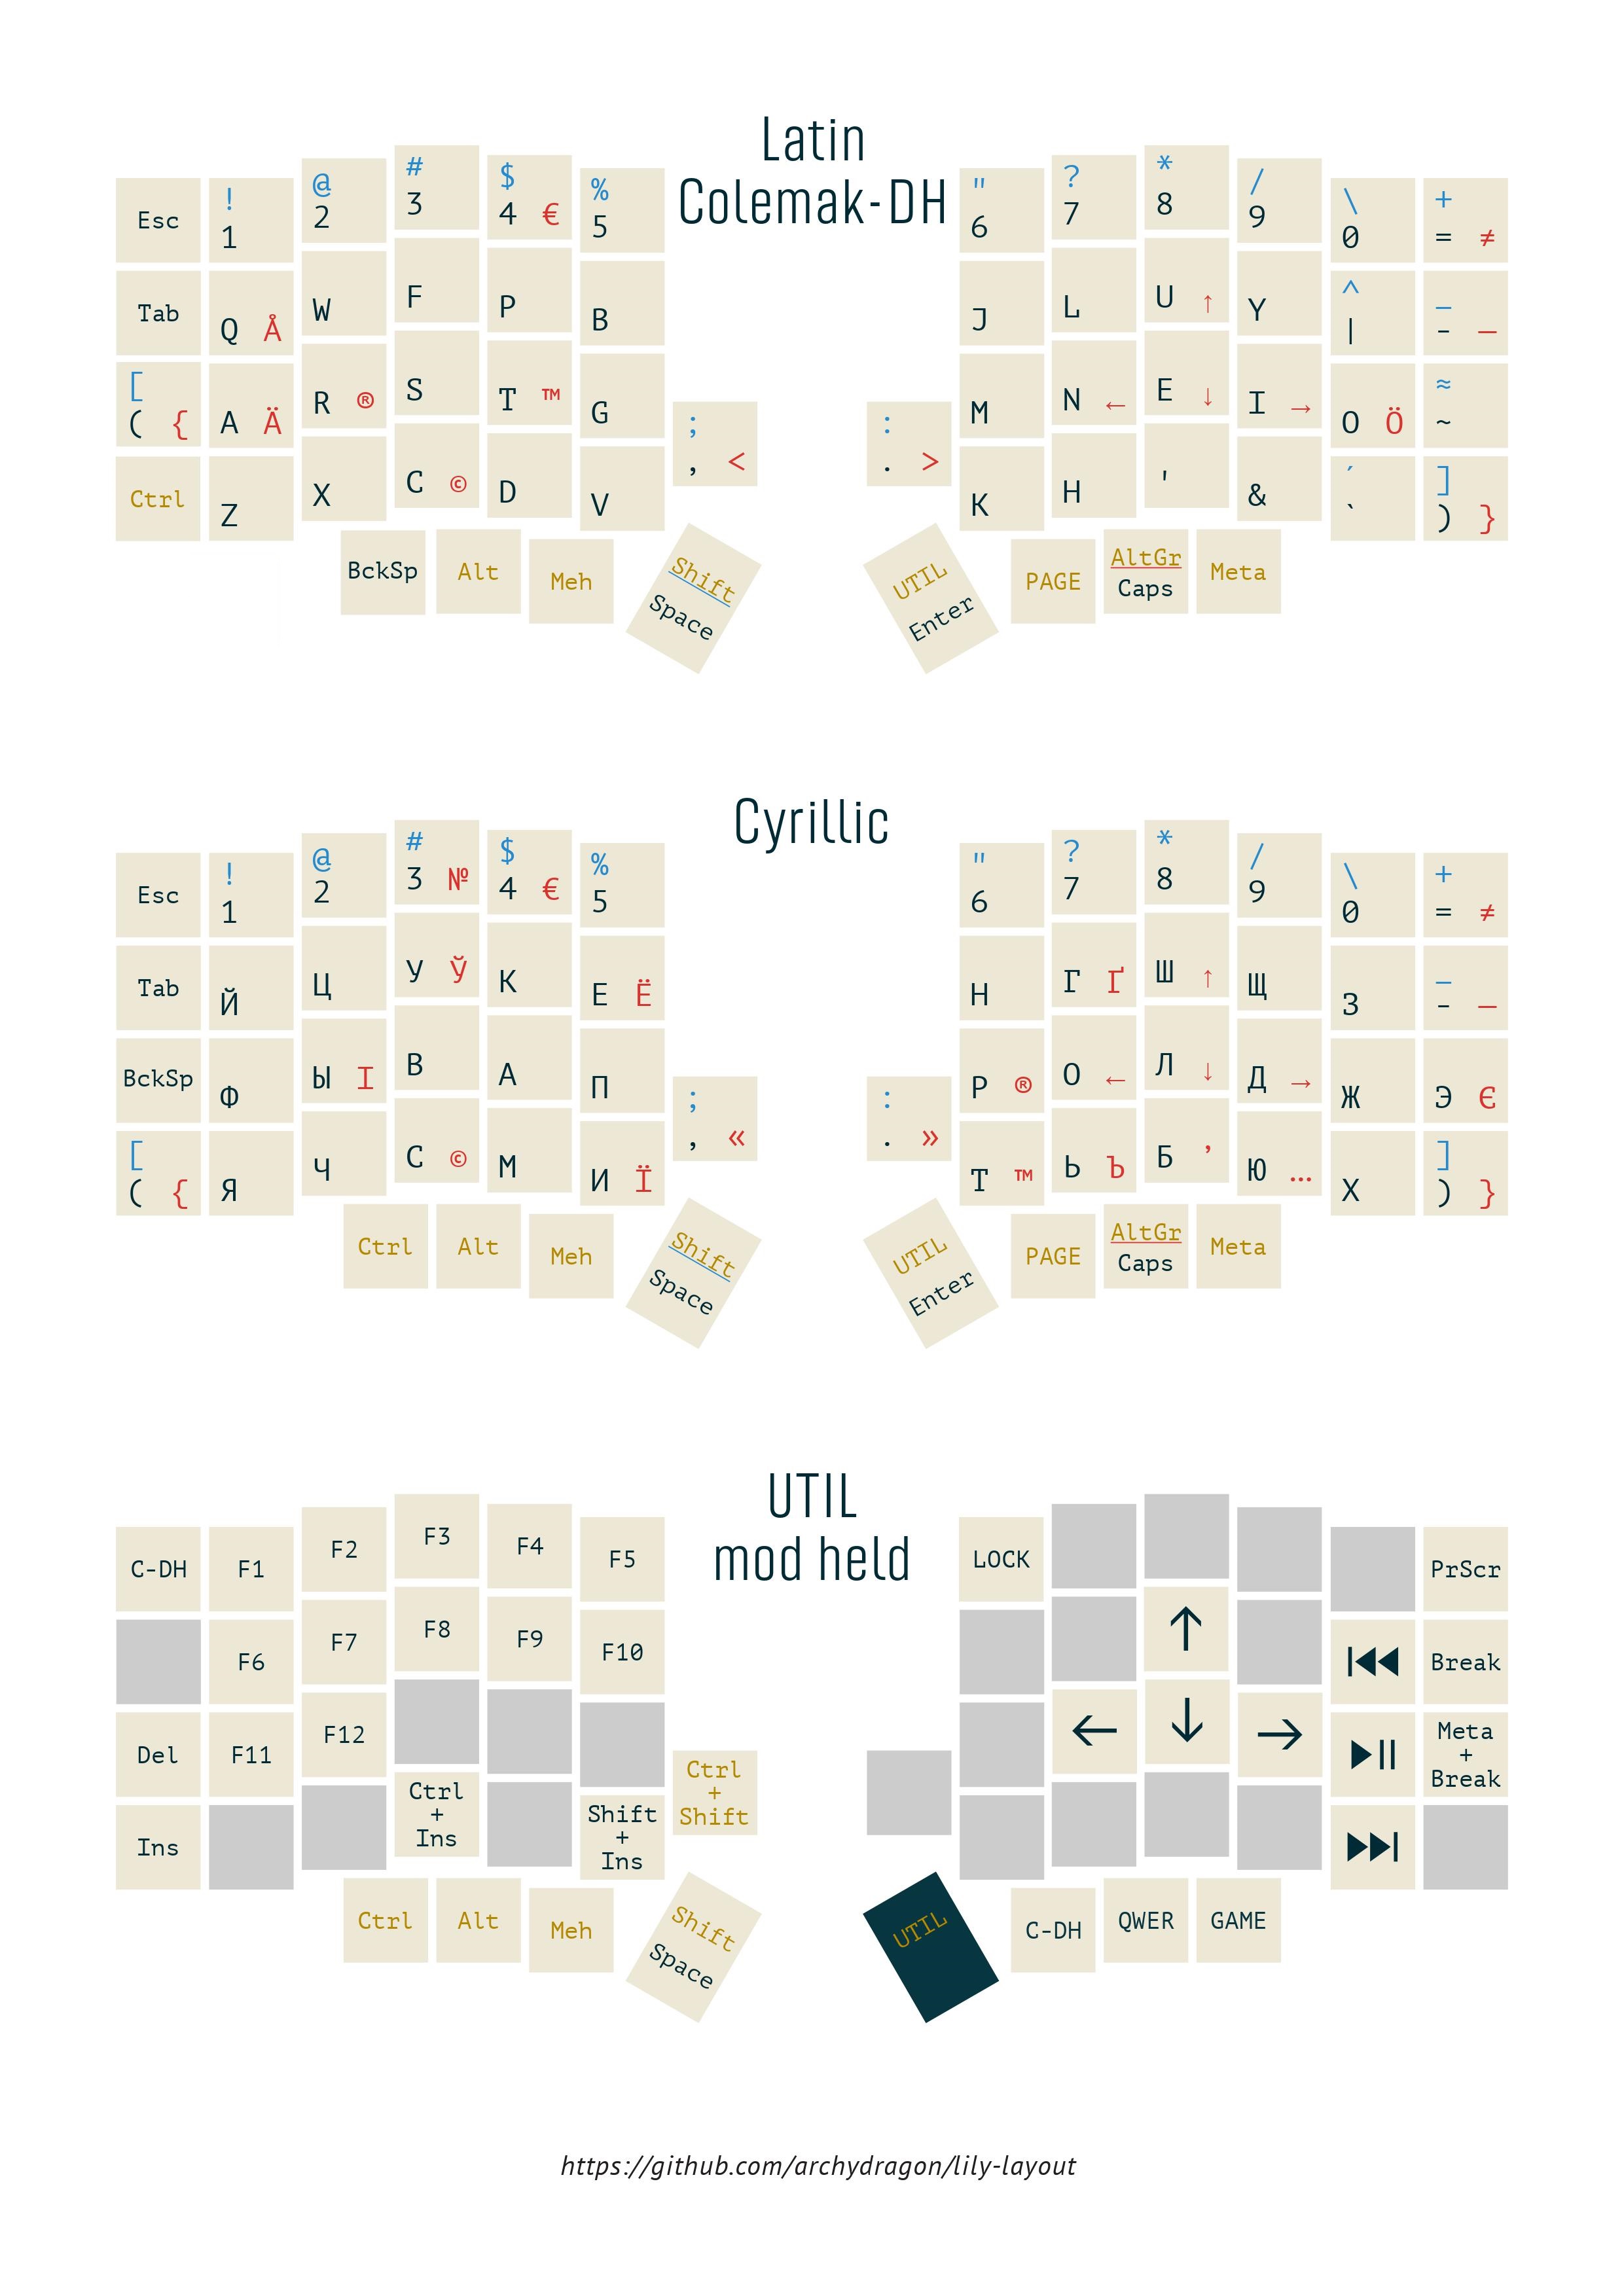 Latin
Colemak-DH
Esc ! 1 @ 2 # 3 $ 4 € % 5 " 6 ? 7 * 8 / 9 \ 0 + = ≠
Tab Q Å W F P B J L U ↑ Y ^ | _ - —
[ ( { A Ä R ® S T ™ G M N ← E ↓ I → O Ö ≈ ~
; , < : . >
Ctrl Z X C © D V K H ' & ´ ` ] ) }
BckSp Alt Meh Shift Space UTIL Enter PAGE AltGr Caps Meta
Cyrillic
Esc ! 1 @ 2 # 3 № $ 4 € % 5 " 6 ? 7 * 8 / 9 \ 0 + = ≠
Tab Й Ц У Ў К Е Ё Н Г Ґ Ш ↑ Щ З _ - —
BckSp Ф Ы І В А П Р ® О ← Л ↓ Д → Ж Э Є
; , « : . »
[ ( { Я Ч С © М И Ї Т ™ Ь Ъ Б ’ Ю … Х ] ) }
Ctrl Alt Meh Shift Space UTIL Enter PAGE AltGr Caps Meta
UTIL
mod held
C-DH F1 F2 F3 F4 F5 LOCK PrScr
F6 F7 F8 F9 F10 ↑ Break
Del F11 F12 ← ↓ → Meta + Break
Ctrl + Shift
Ins Ctrl + Ins Shift + Ins
Ctrl Alt Meh Shift Space UTIL C-DH QWER GAME
https://github.com/archydragon/lily-layout